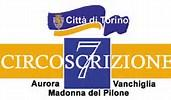 Città di Torino
CIRCOSCRIZIONE
7
Aurora Vanchiglia
Madonna del Pilone